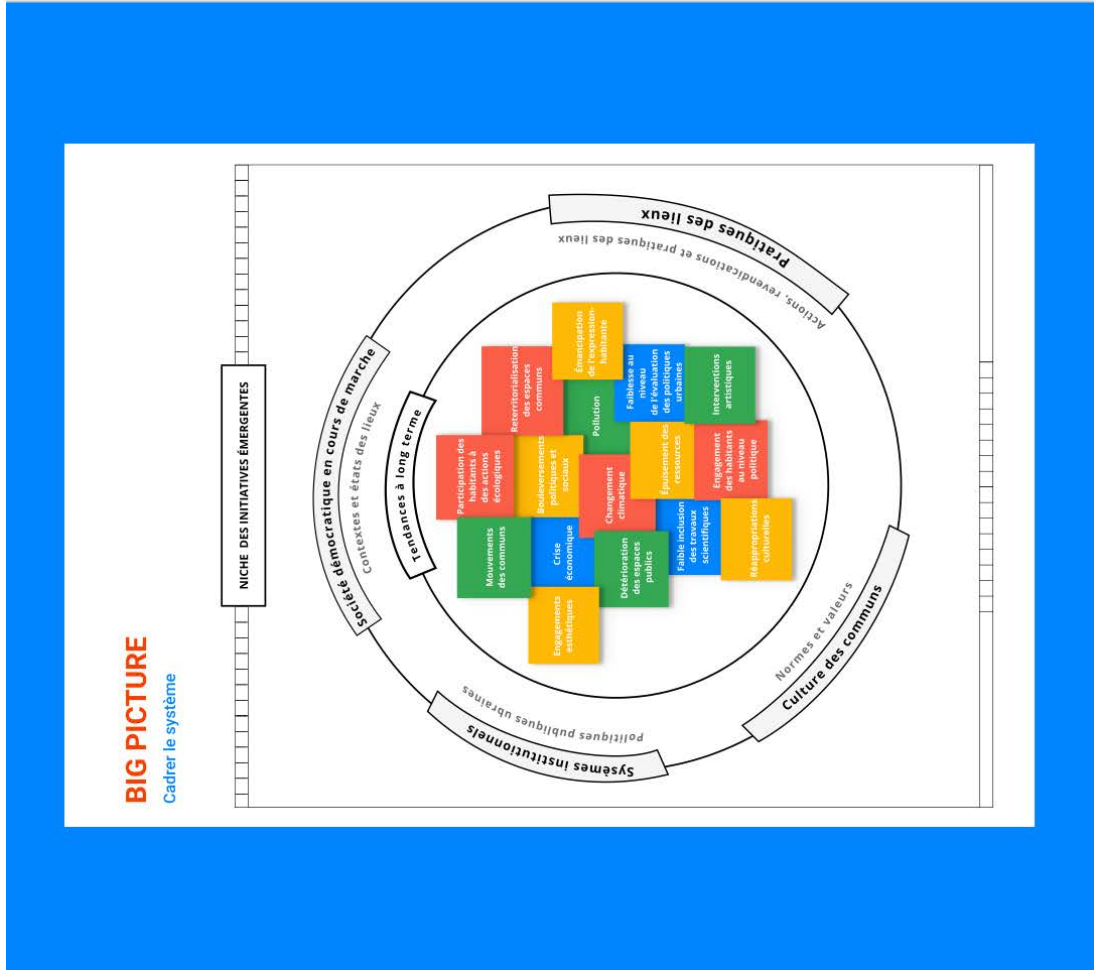 BIG PICTURE
Cadrer le système
NICHE DES INITIATIVES ÉMERGENTES
Société démocratique en cours de marche
Contextes et états des lieux
Tendances à long terme
Pratiques des lieux
Actions, revendications et pratiques des lieux
Culture des communs
Normes et valeurs
Sysèmes institutionnels
Politiques publiques ubraines
Participation des
habitants à
des actions
écologiques
Reterritorialisation
des espaces
communs
Mouvements
des communs
Bouleversements
politiques et
sociaux
Émancipation
de l'expression-
habitante
Engagements
esthétiques
Crise
économique
Pollution
Changement
climatique
Faiblesse au
niveau
de l'évaluation
des politiques
urbaines
Détérioration
des espaces
publics
Épuisement des
ressources
Faible inclusion
des travaux
scientifiques
Engagement
des habitants
au niveau
politique
Interventions
artistiques
Réappropriations
culturelles